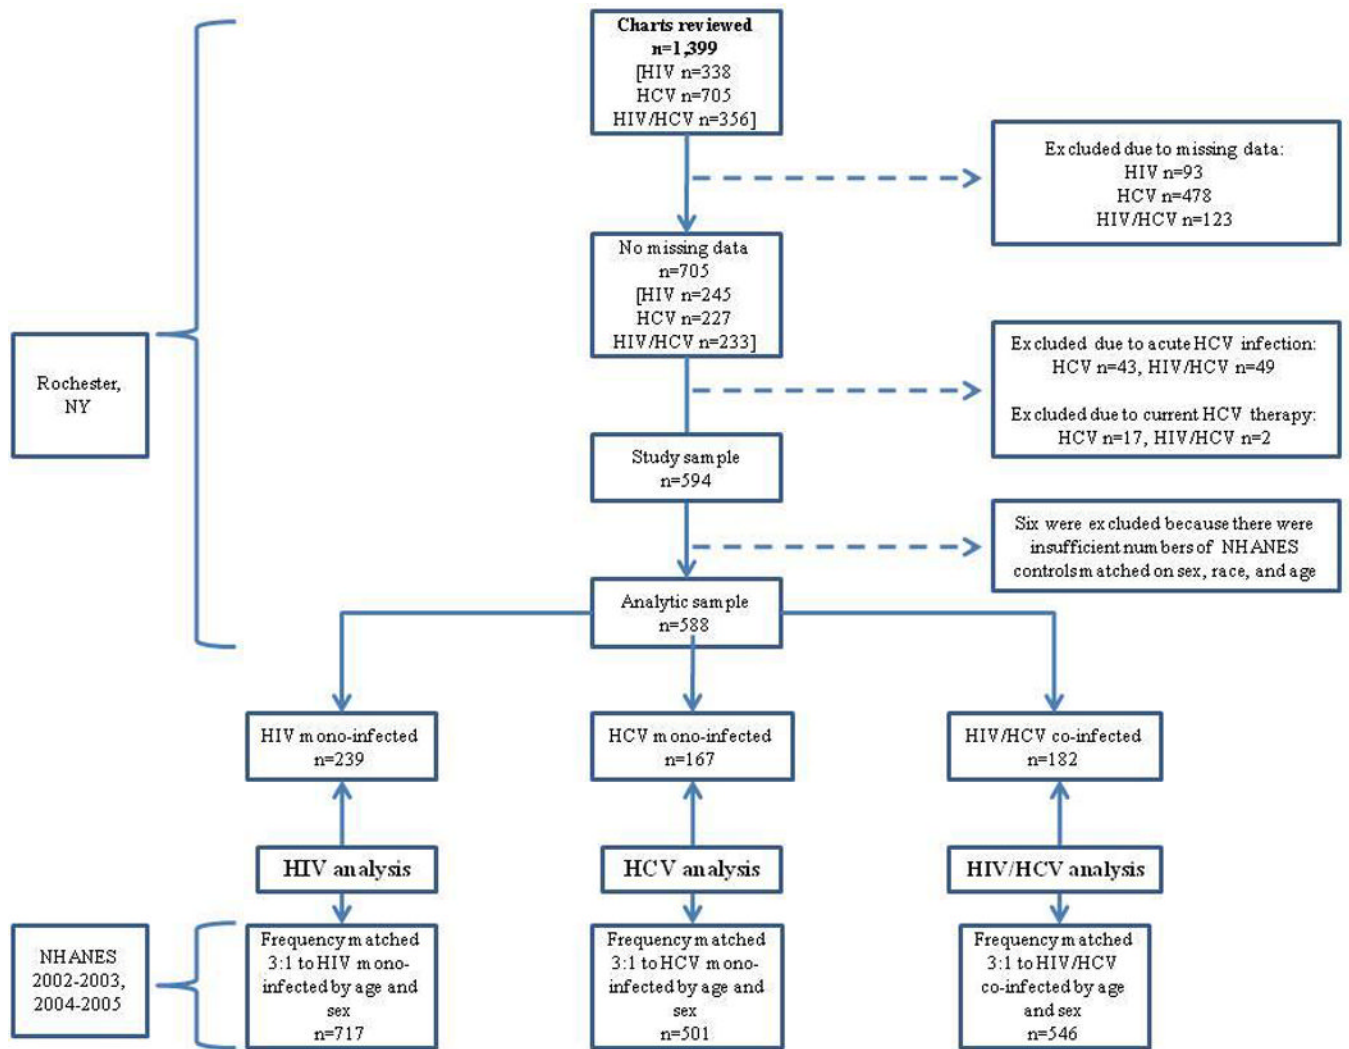 Charts reviewed
n=1,399
[HIV n=338
HCV n=705
HIV/HCV n=356]
Excluded due to missing data:
HIV n=93
HCV n=478
HIV/HCV n=123
No missing data
n=705
[HIV n=245
HCV n=227
HIV/HCV n=233]
Rochester,
NY
Excluded due to acute HCV infection:
HCV n=43, HIV/HCV n=49
Excluded due to current HCV therapy:
HCV n=17, HIV/HCV n=2
Study sample
n=594
Six were excluded because there were
insufficient numbers of NHANES
controls matched on sex, race, and age
Analytic sample
n=588
HIV mono-infected
n=239
HCV mono-infected
n=167
HIV/HCV co-infected
n=182
HIV analysis
HCV analysis
HIV/HCV analysis
NHANES
2002-2003,
2004-2005
Frequency matched
3:1 to HIV mono-
infected by age and
sex
n=717
Frequency matched
3:1 to HCV mono-
infected by age and
sex
n=501
Frequency matched
3:1 to HIV/HCV
co-infected by age
and sex
n=546